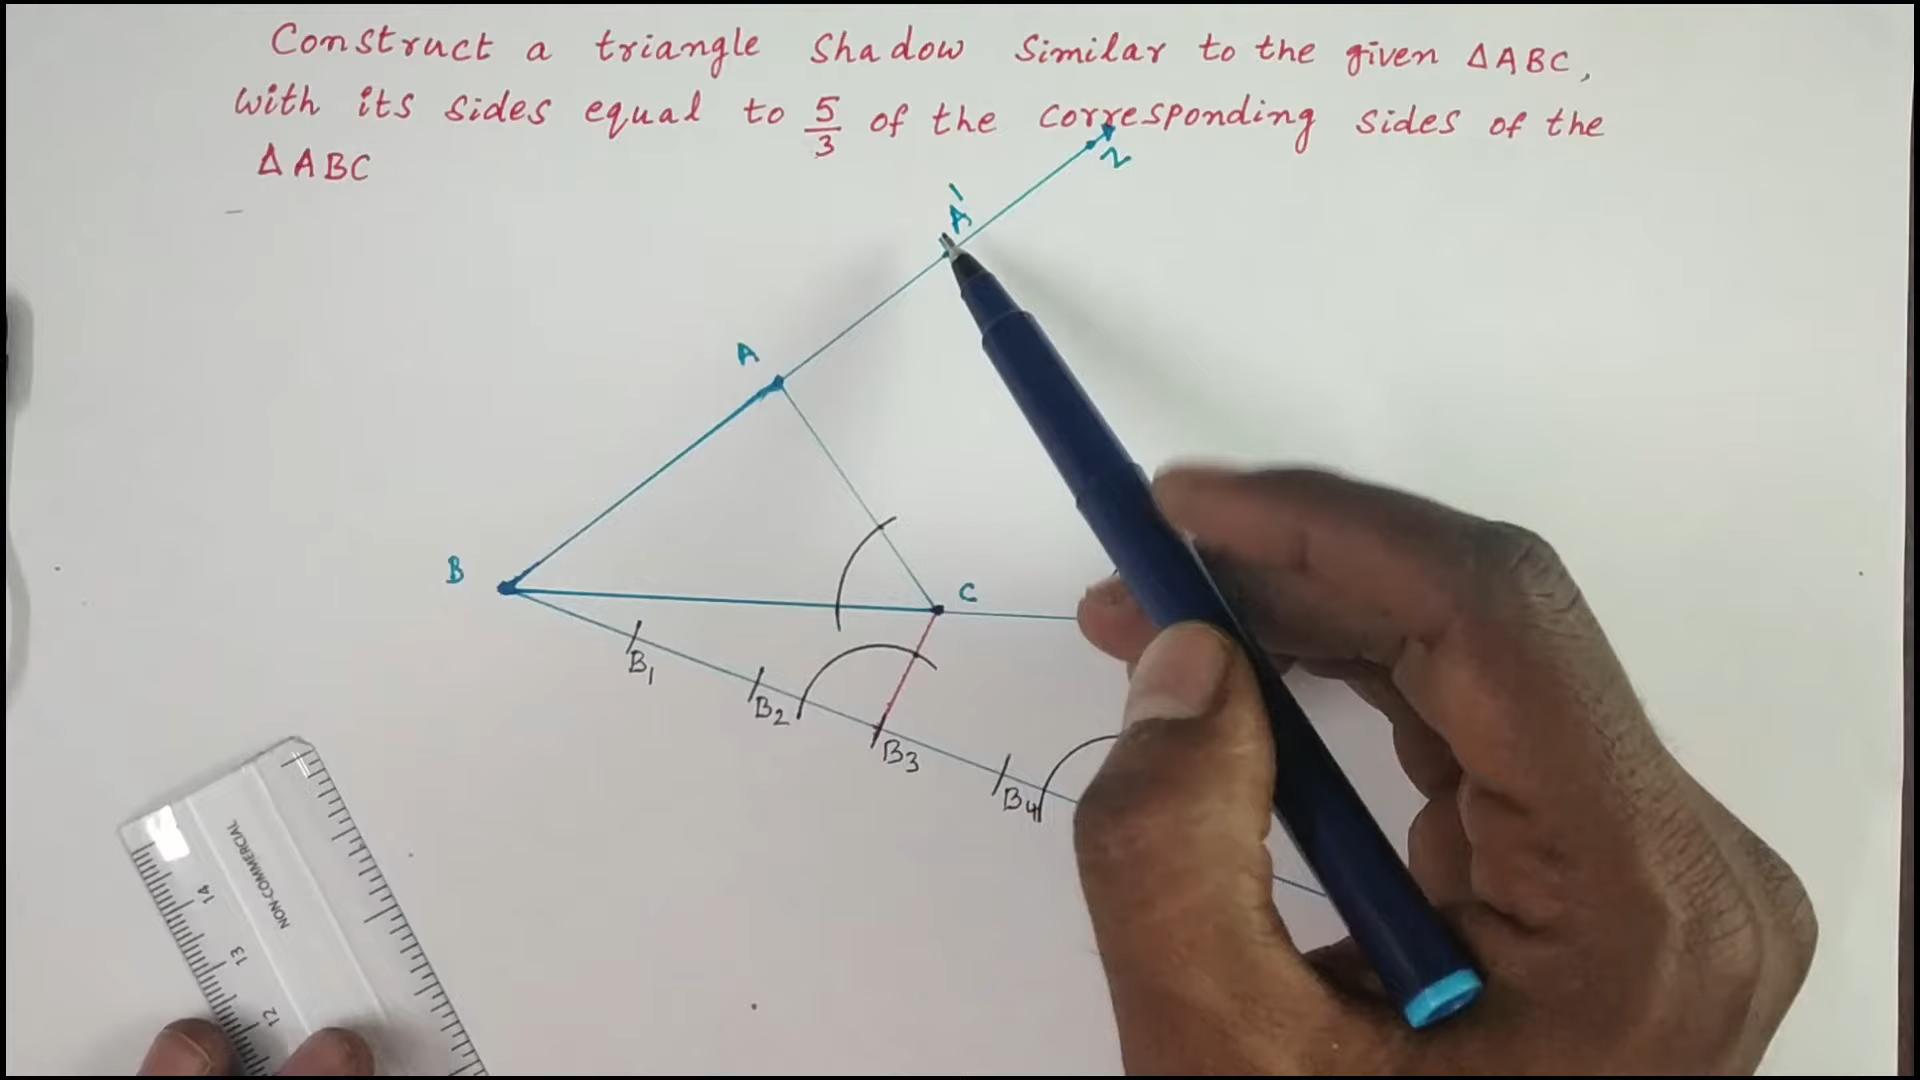 Construct a triangle Shadow Similar to the given ΔABC,
with its sides equal to 5/3 of the corresponding sides of the
ΔABC
A'
A
B
C
B1
B2
B3
B4
NON-COMMERCIAL
14
13
12